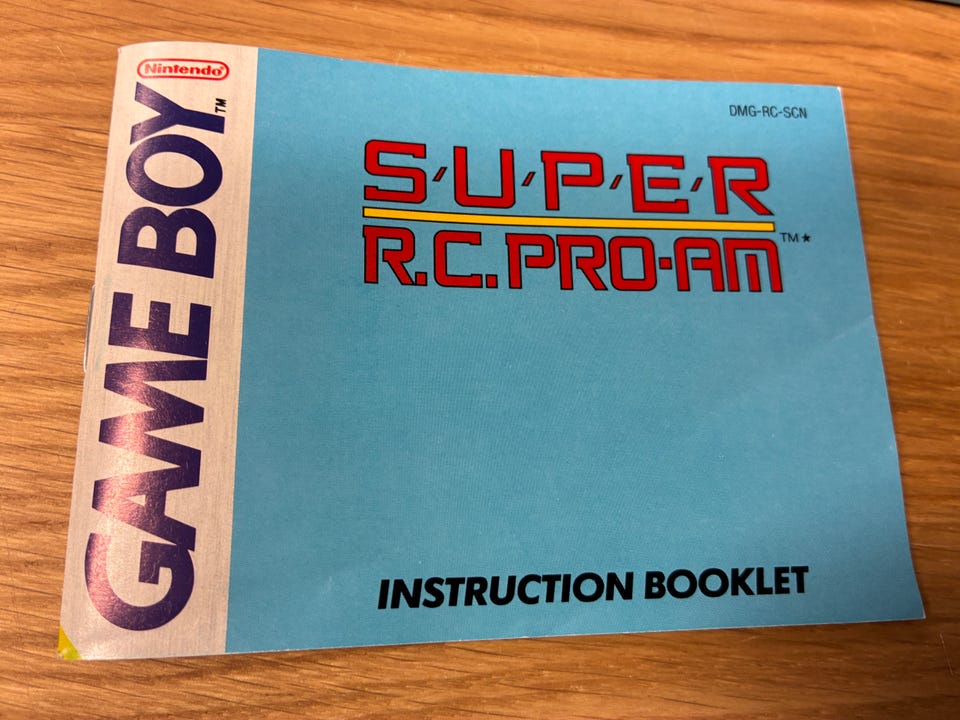 Nintendo®
GAME BOY™
DMG-RC-SCN
S·U·P·E·R
R.C. PRO-AM™★
INSTRUCTION BOOKLET